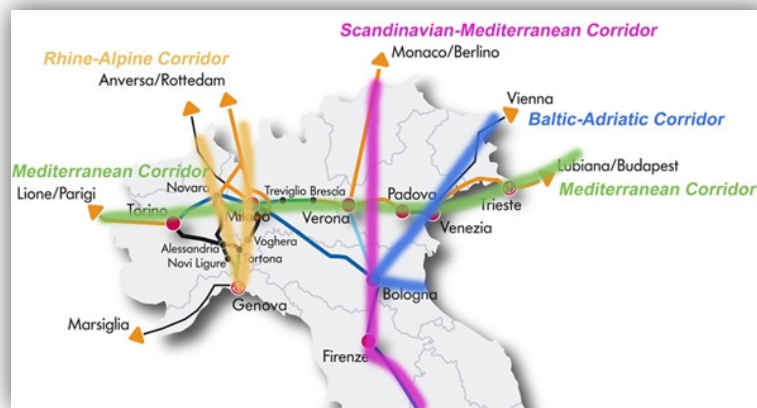 Scandinavian-Mediterranean Corridor
Monaco/Berlino
Rhine-Alpine Corridor
Anversa/Rottedam
Vienna
Baltic-Adriatic Corridor
Mediterranean Corridor
Lione/Parigi
Novara
Torino
Milano
Treviglio
Brescia
Verona
Padova
Venezia
Trieste
Lubiana/Budapest
Mediterranean Corridor
Alessandria
Novi Ligure
Voghera
Tortona
Genova
Bologna
Marsiglia
Firenze